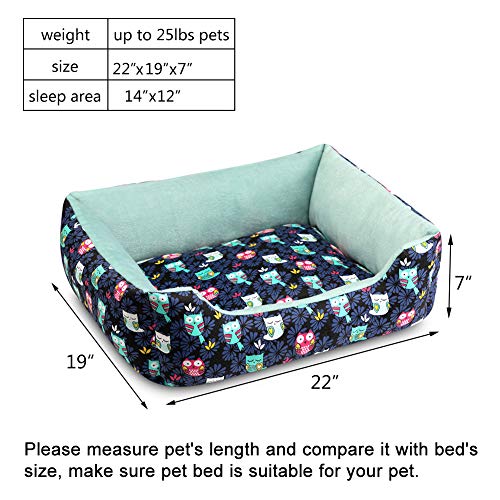 weight up to 25lbs pets
size 22"x19"x7"
sleep area 14"x12"
7"
19"
22"
Please measure pet's length and compare it with bed's
size, make sure pet bed is suitable for your pet.